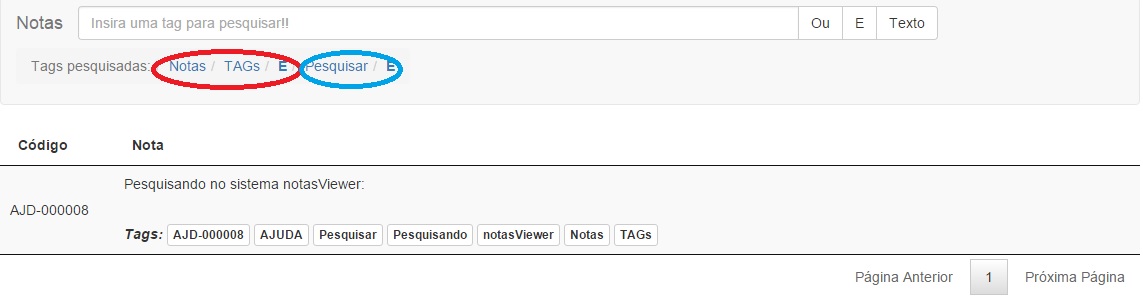 Notas Insira uma tag para pesquisar!! Ou E Texto
Tags pesquisadas: Notas / TAGs / E / Pesquisar / E
Código Nota
Pesquisando no sistema notasViewer:
AJD-000008
Tags: AJD-000008 AJUDA Pesquisar Pesquisando notasViewer Notas TAGs
Página Anterior 1 Próxima Página